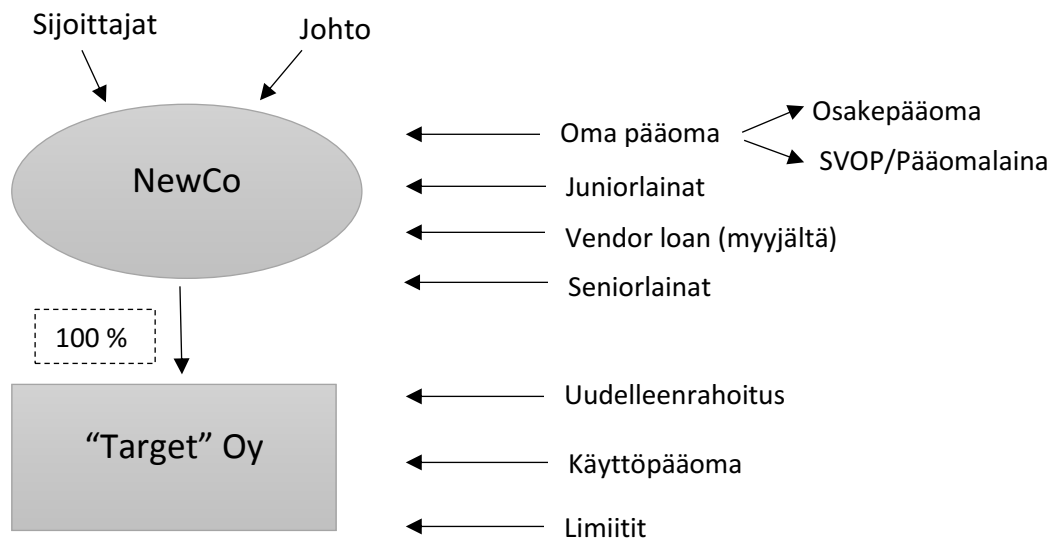 Sijoittajat
Johto
NewCo
Oma pääoma
Osakepääoma
SVOP/Pääomalaina
Juniorlainat
Vendor loan (myyjältä)
Seniorlainat
100 %
“Target” Oy
Uudelleenrahoitus
Käyttöpääoma
Limiitit